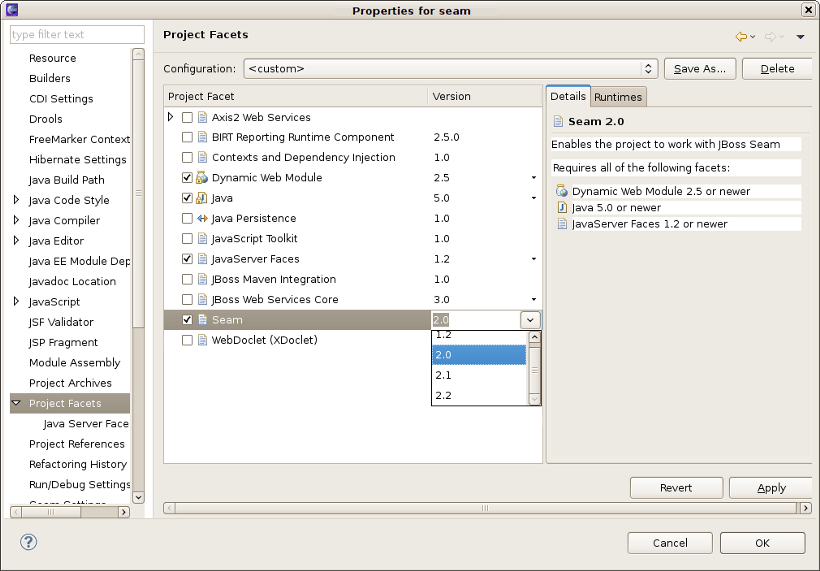 Properties for seam
type filter text
Resource
Builders
CDI Settings
Drools
FreeMarker Context
Hibernate Settings
Java Build Path
Java Code Style
Java Compiler
Java Editor
Java EE Module Dep
Javadoc Location
JavaScript
JSF Validator
JSP Fragment
Module Assembly
Project Archives
Project Facets
Java Server Face
Project References
Refactoring History
Run/Debug Settings
Seam Settings
Project Facets
Configuration: <custom> Save As... Delete
Project Facet Version
Axis2 Web Services
BIRT Reporting Runtime Component 2.5.0
Contexts and Dependency Injection 1.0
Dynamic Web Module 2.5
Java 5.0
Java Persistence 1.0
JavaScript Toolkit 1.0
JavaServer Faces 1.2
JBoss Maven Integration 1.0
JBoss Web Services Core 3.0
Seam 2.0
WebDoclet (XDoclet)
1.2
2.0
2.1
2.2
Details Runtimes
Seam 2.0
Enables the project to work with JBoss Seam
Requires all of the following facets:
Dynamic Web Module 2.5 or newer
Java 5.0 or newer
JavaServer Faces 1.2 or newer
Revert Apply
? Cancel OK